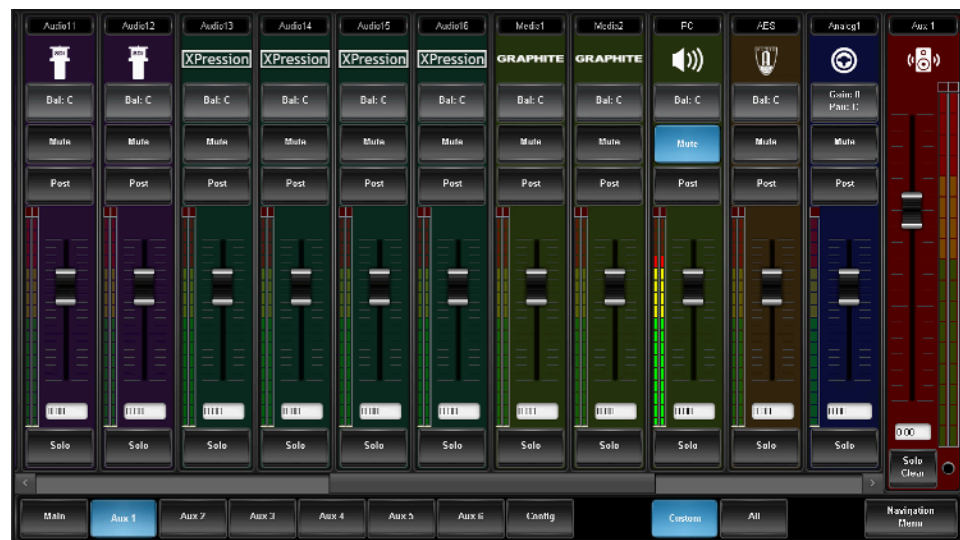 Audio11 Audio12 Audio13 Audio14 Audio15 Audio16 Media1 Media2 PC AES Analog1 Aux 1
XPression XPression XPression XPression GRAPHITE GRAPHITE
Bal: C Bal: C Bal: C Bal: C Bal: C Bal: C Bal: C Bal: C Bal: C Bal: C Gain: 0
Pan: C
Mute Mute Mute Mute Mute Mute Mute Mute Mute Mute Mute
Post Post Post Post Post Post Post Post Post Post Post
0.00
Solo Solo Solo Solo Solo Solo Solo Solo Solo Solo Solo
Solo
Clear
Main Aux 1 Aux 2 Aux 3 Aux 4 Aux 5 Aux 6 Config Custom All Navigation
Menu